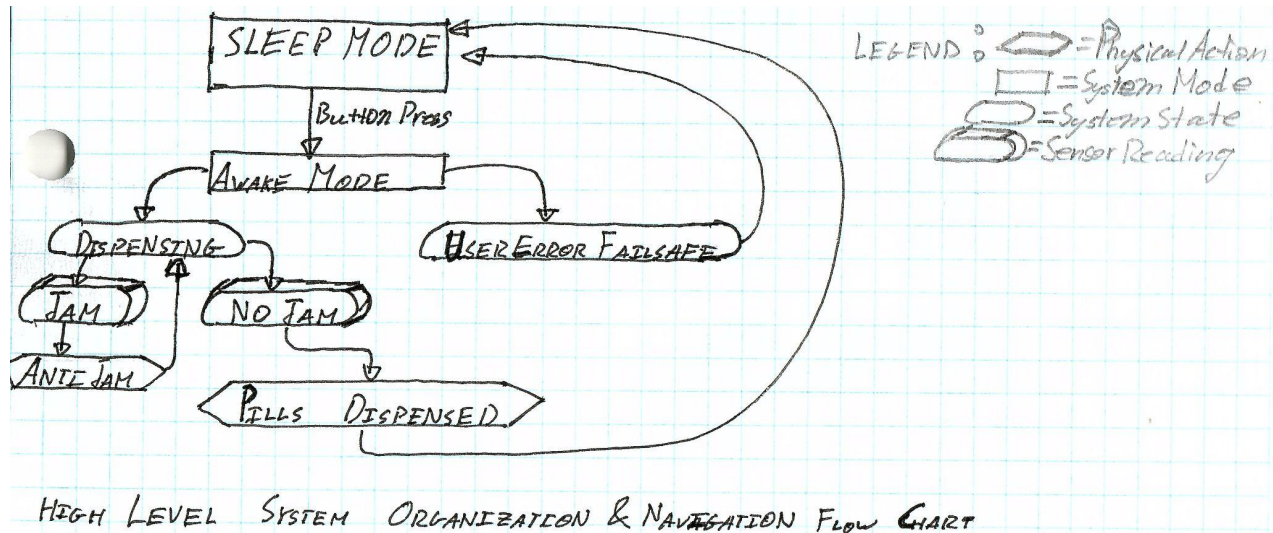 SLEEP MODE
LEGEND: = Physical Action
= System Mode
= System State
= Sensor Reading
Button Press
AWAKE MODE
DISPENSING
USER ERROR FAILSAFE
JAM
NO JAM
ANTI JAM
PILLS DISPENSED
HIGH LEVEL SYSTEM ORGANIZATION & NAVIGATION FLOW CHART